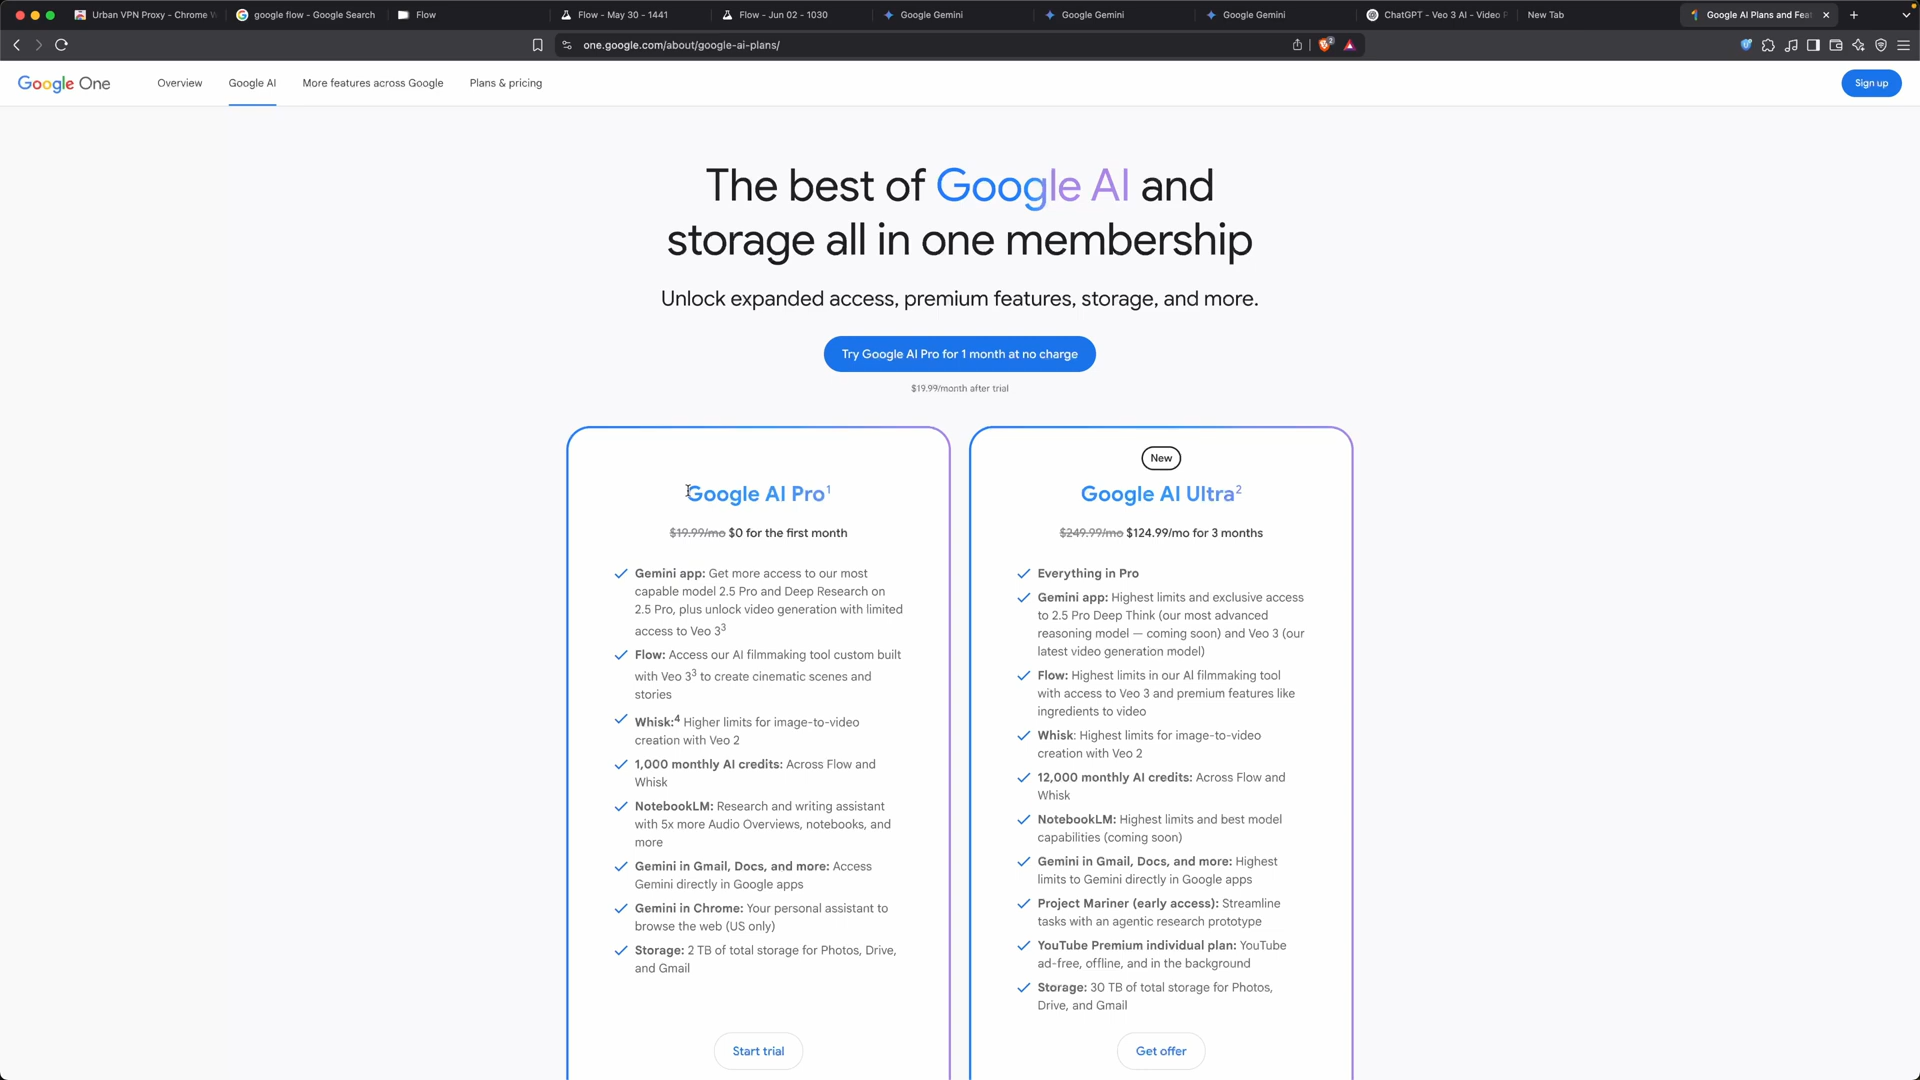 Urban VPN Proxy - Chrome W
google flow - Google Search
Flow
Flow - May 30 - 1441
Flow - Jun 02 - 1030
Google Gemini
Google Gemini
Google Gemini
ChatGPT - Veo 3 AI - Video P
New Tab
Google AI Plans and Feat
one.google.com/about/google-ai-plans/
2
Google One
Overview
Google AI
More features across Google
Plans & pricing
Sign up
The best of Google AI and
storage all in one membership
Unlock expanded access, premium features, storage, and more.
Try Google AI Pro for 1 month at no charge
$19.99/month after trial
Google AI Pro¹
$19.99/mo $0 for the first month
Gemini app: Get more access to our most
capable model 2.5 Pro and Deep Research on
2.5 Pro, plus unlock video generation with limited
access to Veo 3³
Flow: Access our AI filmmaking tool custom built
with Veo 3³ to create cinematic scenes and
stories
Whisk:⁴ Higher limits for image-to-video
creation with Veo 2
1,000 monthly AI credits: Across Flow and
Whisk
NotebookLM: Research and writing assistant
with 5x more Audio Overviews, notebooks, and
more
Gemini in Gmail, Docs, and more: Access
Gemini directly in Google apps
Gemini in Chrome: Your personal assistant to
browse the web (US only)
Storage: 2 TB of total storage for Photos, Drive,
and Gmail
Start trial
New
Google AI Ultra²
$249.99/mo $124.99/mo for 3 months
Everything in Pro
Gemini app: Highest limits and exclusive access
to 2.5 Pro Deep Think (our most advanced
reasoning model — coming soon) and Veo 3 (our
latest video generation model)
Flow: Highest limits in our AI filmmaking tool
with access to Veo 3 and premium features like
ingredients to video
Whisk: Highest limits for image-to-video
creation with Veo 2
12,000 monthly AI credits: Across Flow and
Whisk
NotebookLM: Highest limits and best model
capabilities (coming soon)
Gemini in Gmail, Docs, and more: Highest
limits to Gemini directly in Google apps
Project Mariner (early access): Streamline
tasks with an agentic research prototype
YouTube Premium individual plan: YouTube
ad-free, offline, and in the background
Storage: 30 TB of total storage for Photos,
Drive, and Gmail
Get offer